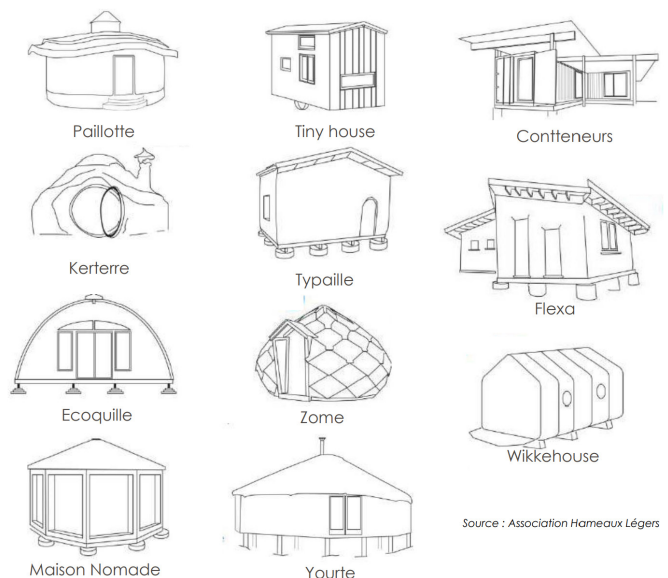 Paillotte
Tiny house
Contteneurs
Kerterre
Typaille
Flexa
Ecoquille
Zome
Wikkehouse
Maison Nomade
Yourte
Source : Association Hameaux Légers